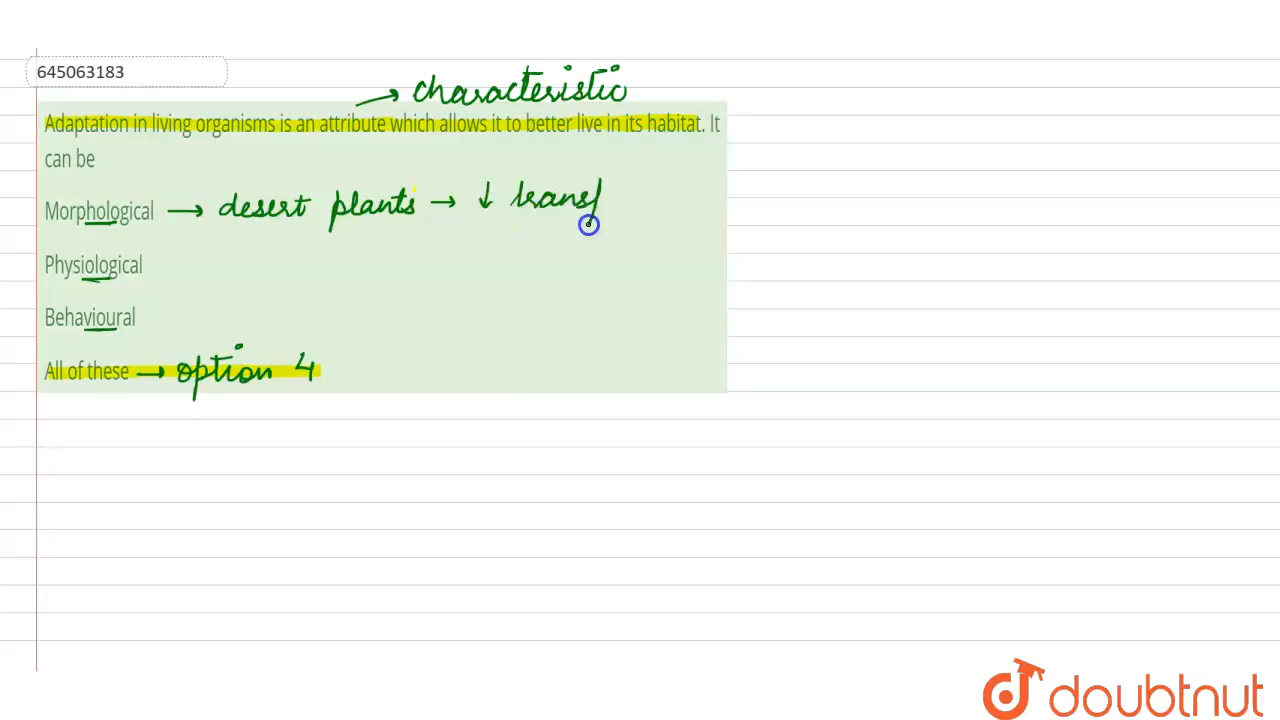 645063183
→ characteristic
Adaptation in living organisms is an attribute which allows it to better live in its habitat. It
can be
Morphological → desert plants → ↓ transp
Physiological
Behavioural
All of these → option 4
doubtnut